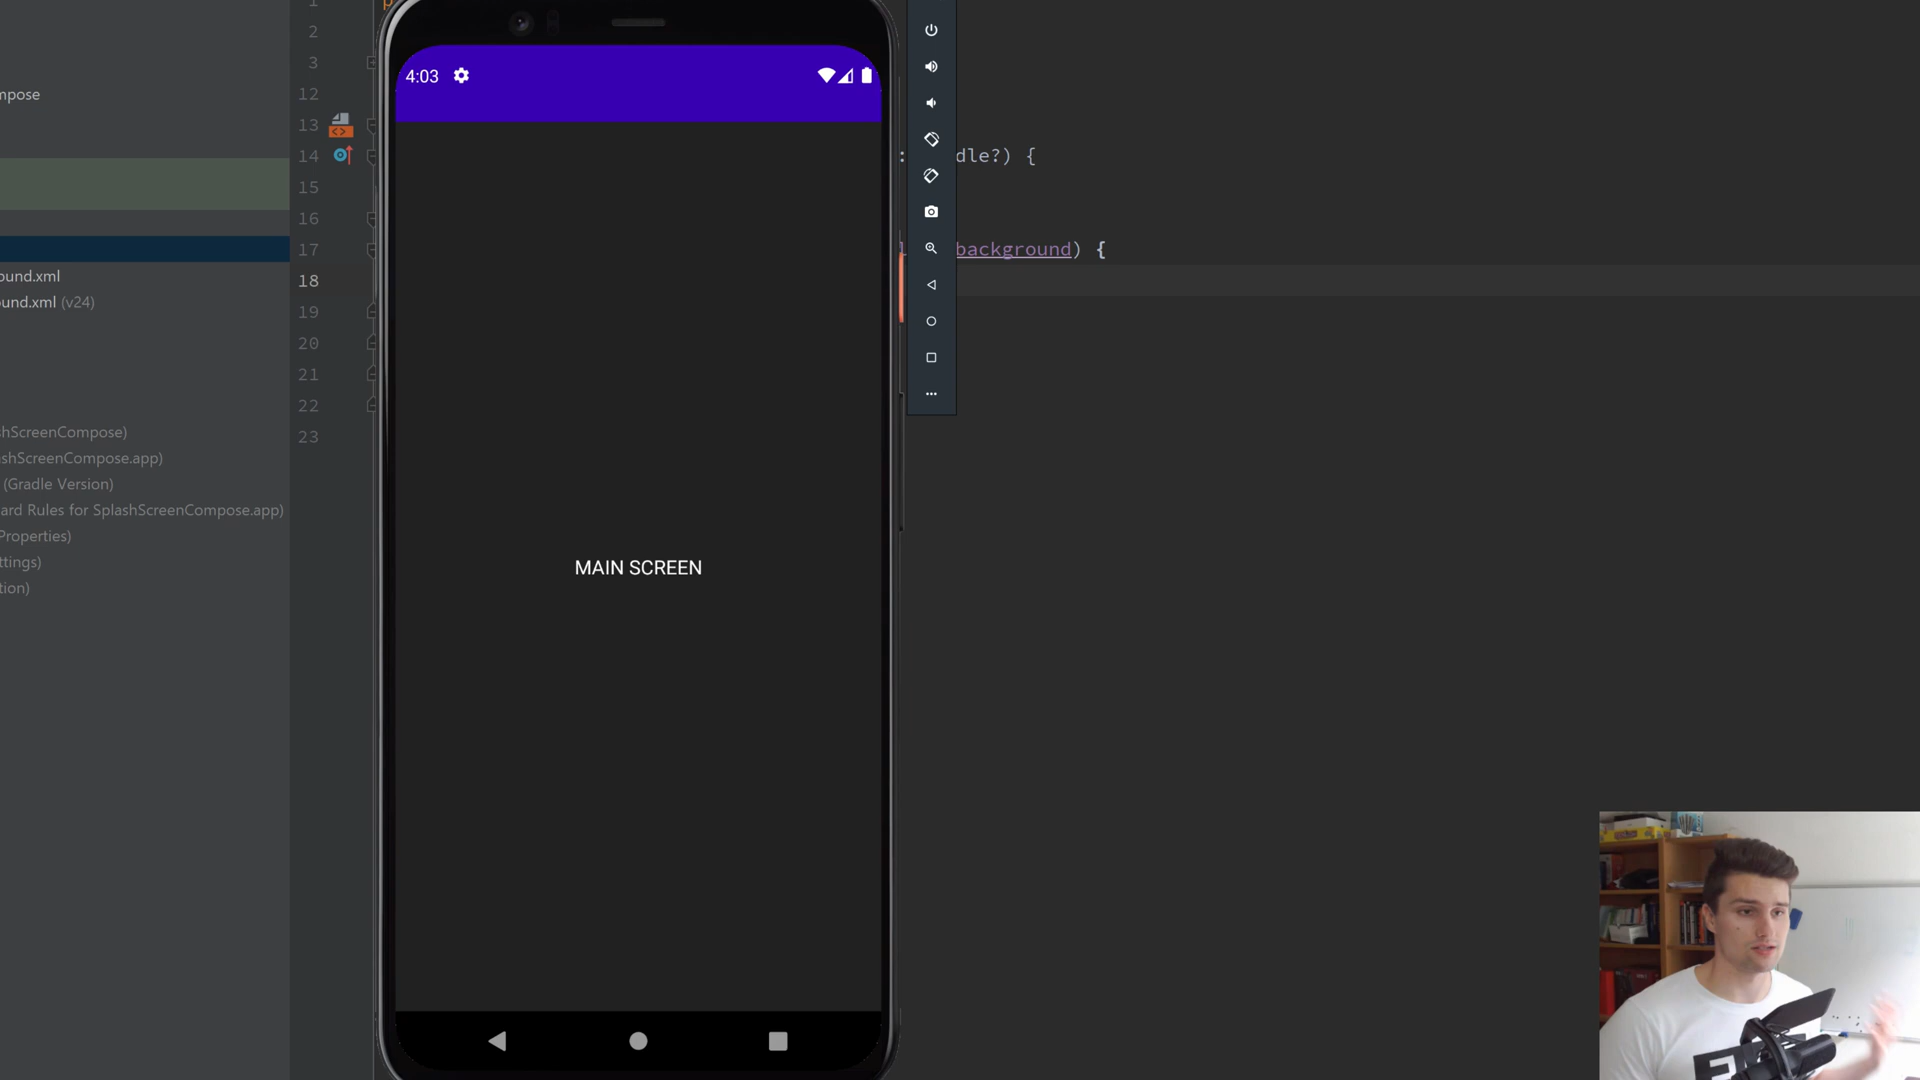 1 p
2
3
12
13
14 : dle?) {
15
16
17 background) {
18
19
20
21
22
23
mpose
ound.xml
ound.xml (v24)
shScreenCompose)
shScreenCompose.app)
(Gradle Version)
ard Rules for SplashScreenCompose.app)
Properties)
ttings)
tion)
4:03
MAIN SCREEN